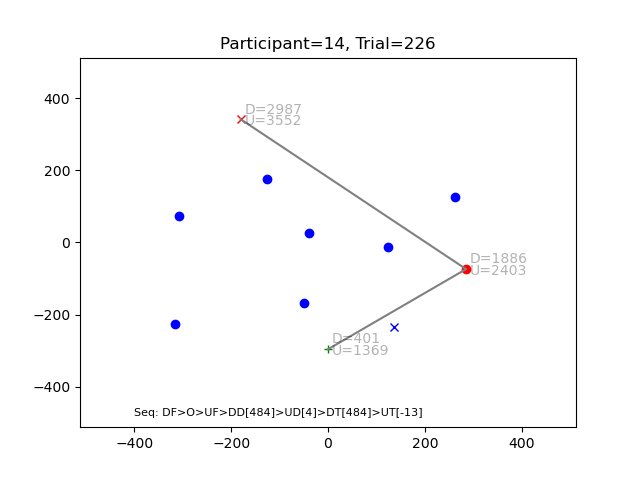 Participant=14, Trial=226
D=2987
U=3552
D=1886
U=2403
D=401
U=1369
Seq: DF>O>UF>DD[484]>UD[4]>DT[484]>UT[-13]
400
200
0
−200
−400
−400 −200 0 200 400